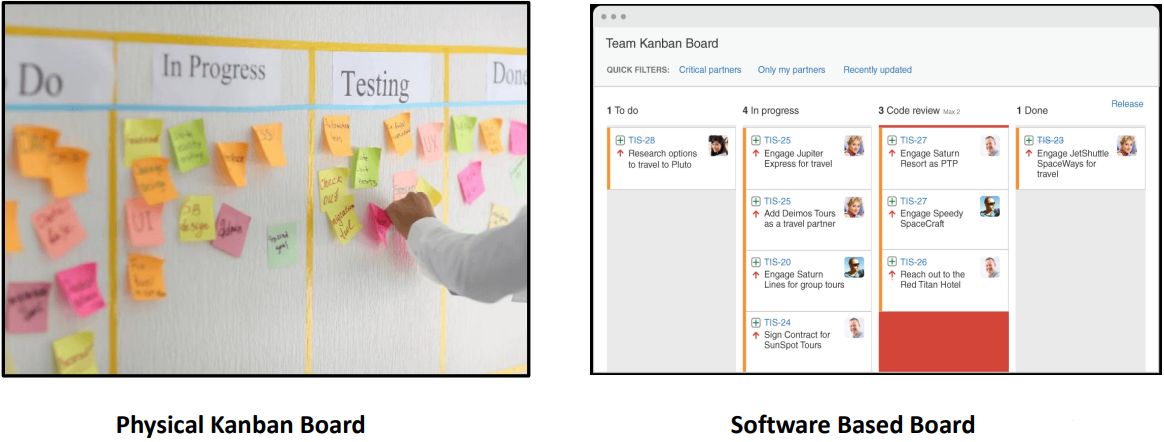 Do
In Progress
Testing
Done
UI
SB
UX
Check
out
Team Kanban Board
QUICK FILTERS: Critical partners Only my partners Recently updated
Release
1 To do
TIS-28
Research options
to travel to Pluto
4 In progress
TIS-25
Engage Jupiter
Express for travel
TIS-25
Add Deimos Tours
as a travel partner
TIS-20
Engage Saturn
Lines for group tours
TIS-24
Sign Contract for
SunSpot Tours
3 Code review Max 2
TIS-27
Engage Saturn
Resort as PTP
TIS-27
Engage Speedy
SpaceCraft
TIS-26
Reach out to the
Red Titan Hotel
1 Done
TIS-23
Engage JetShuttle
SpaceWays for
travel
Physical Kanban Board
Software Based Board